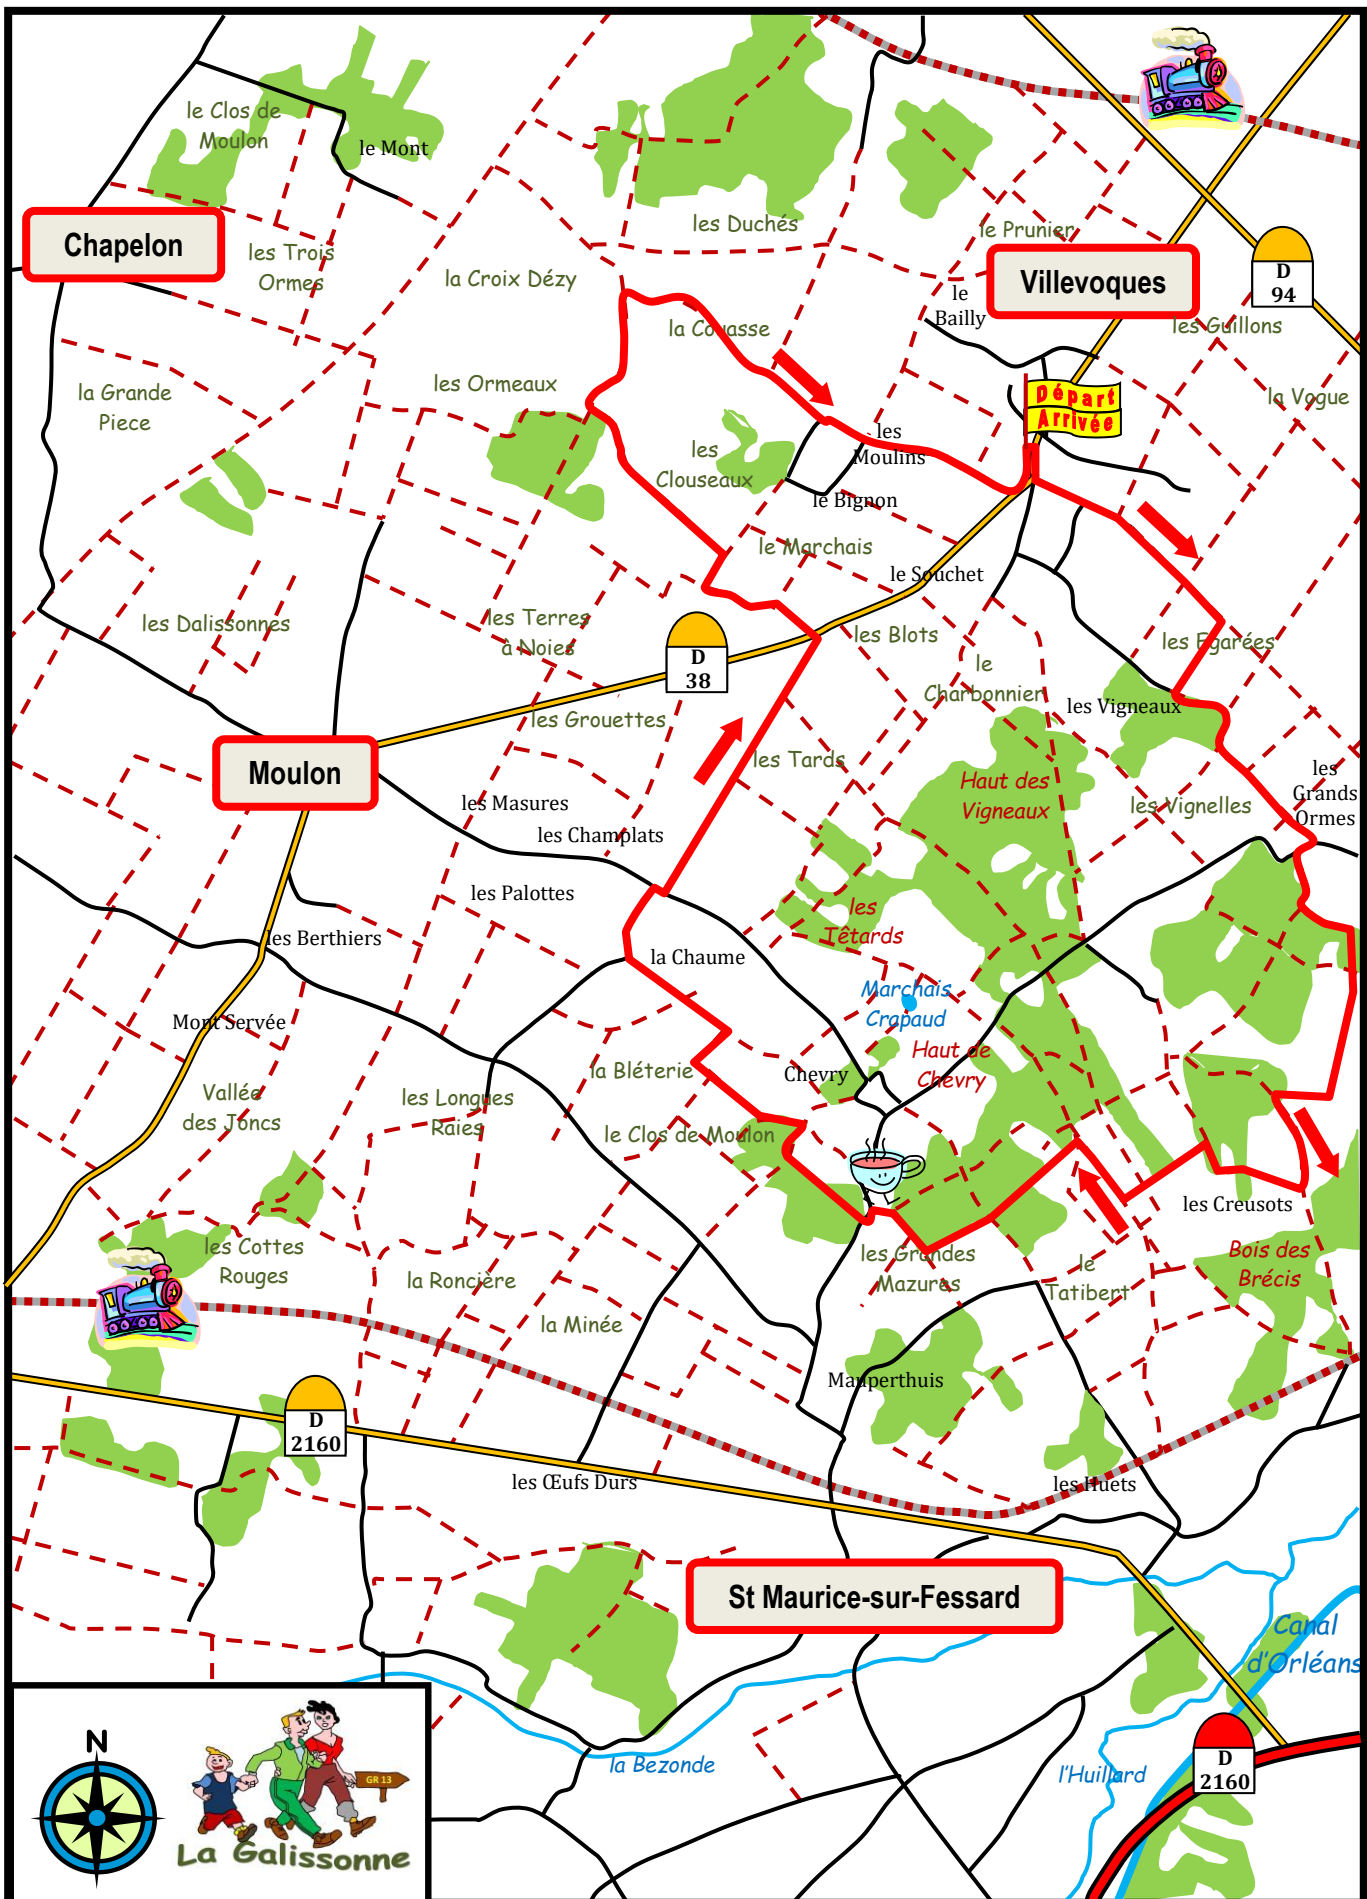 le Clos de
Moulon
le Mont
Chapelon
les Trois
Ormes
la Croix Dézy
les Duchés
le Prunier
Villevoques
D
94
le
Bailly
les Guillons
la Couasse
la Grande
Piece
les Ormeaux
la Vogue
Départ
Arrivée
les
Moulins
les
Clouseaux
le Bignon
le Marchais
le Souchet
les Dalissonnes
les Terres
à Noies
les Blots
les Egarées
D
38
le
Charbonnier
les Vigneaux
les Grouettes
Moulon
les Tards
Haut des
Vigneaux
les
Grands
Ormes
les Vignelles
les Masures
les Champlats
les Palottes
les
Têtards
les Berthiers
la Chaume
Marchais
Crapaud
Mont Servée
Haut de
Chevry
la Bléterie
Chevry
Vallée
des Joncs
les Longues
Raies
le Clos de Moulon
les Creusots
les Cottes
Rouges
la Roncière
les Grandes
Mazures
le
Tatibert
Bois des
Brécis
la Minée
Mauperthuis
D
2160
les Œufs Durs
les Huets
St Maurice-sur-Fessard
Canal
d'Orléans
la Bezonde
l'Huillard
D
2160
N
GR 13
La Galissonne